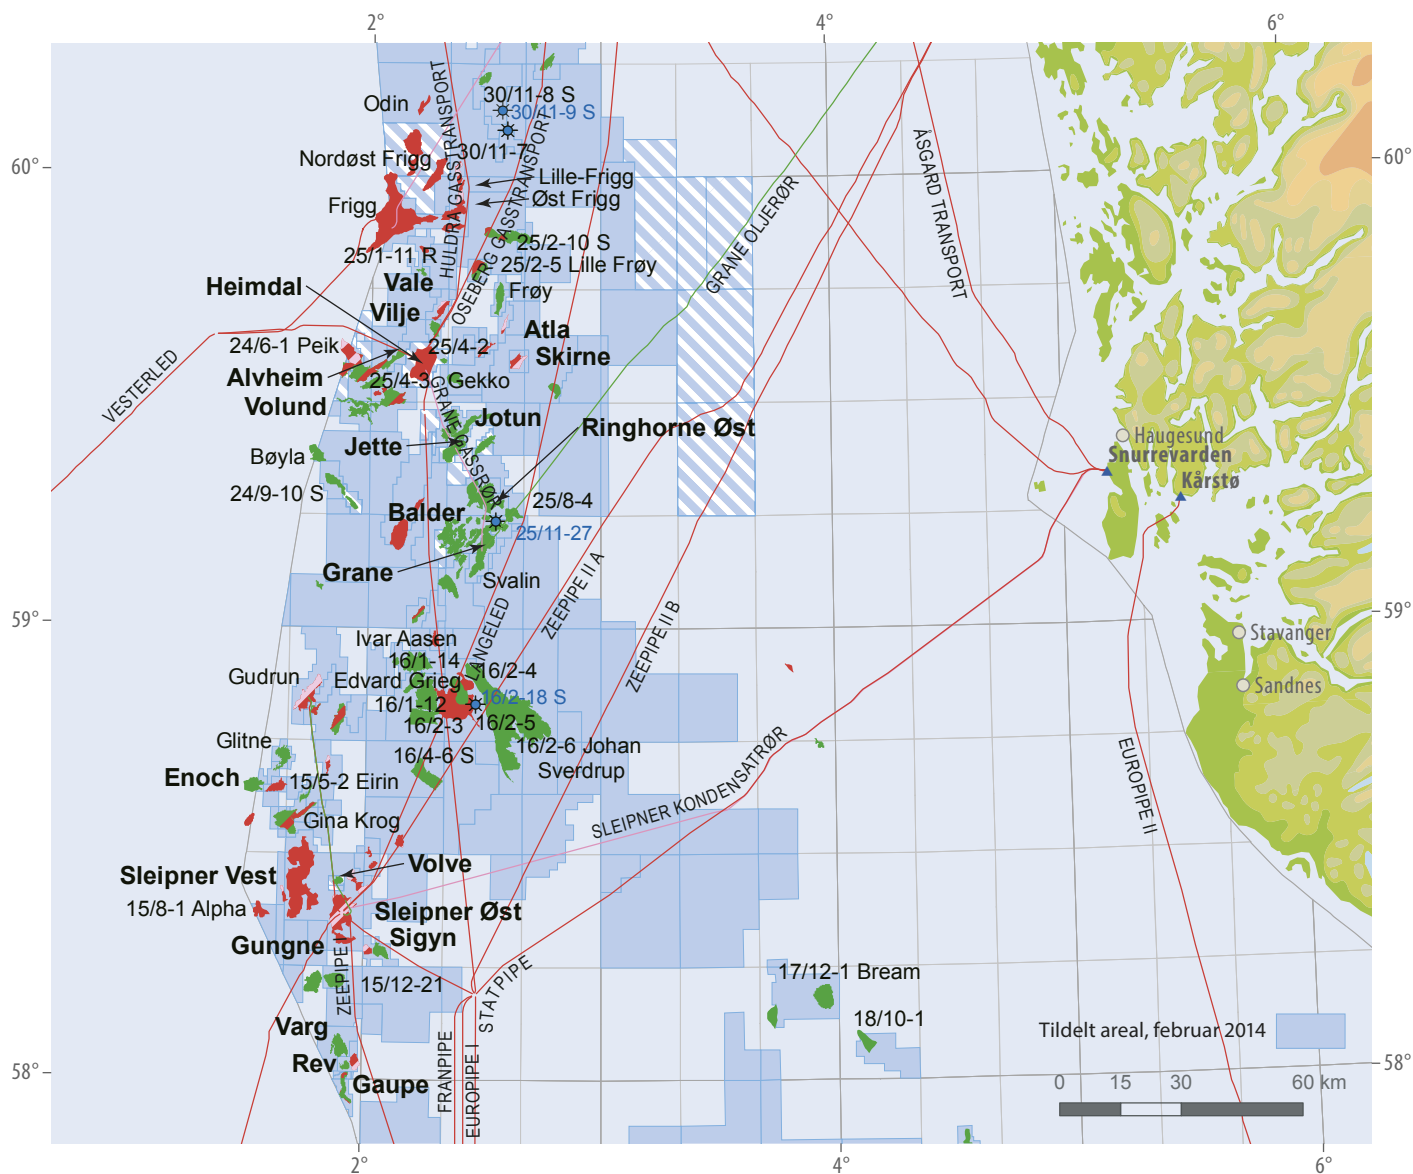 2°
4°
6°
60°
60°
59°
59°
58°
58°
2°
4°
6°
Odin
Nordøst Frigg
Frigg
25/1-11 R
30/11-8 S
30/11-9 S
30/11-7
Lille-Frigg
Øst Frigg
25/2-10 S
25/2-5 Lille Frøy
Frøy
HULDRA GASSTRANSPORT
OSEBERG GASSTRANSPORT
GRANE OLJERØR
ÅSGARD TRANSPORT
Heimdal
Vale
Vilje
Atla
Skirne
24/6-1 Peik
25/4-2
Alvheim
25/4-3
Gekko
Volund
VESTERLED
GRANE GASSRØR
Jotun
Jette
Ringhorne Øst
Bøyla
24/9-10 S
25/8-4
Balder
25/11-27
Grane
Svalin
Haugesund
Snurrevarden
Kårstø
Stavanger
Sandnes
LANGELED
ZEEPIPE II A
ZEEPIPE II B
Ivar Aasen
16/1-14
16/2-4
Gudrun
Edvard Grieg
16/2-18 S
16/1-12
16/2-3
16/2-5
16/2-6 Johan
Sverdrup
16/4-6 S
Glitne
Enoch
15/5-2 Eirin
Gina Krog
SLEIPNER KONDENSATRØR
EUROPIPE II
Volve
Sleipner Vest
15/8-1 Alpha
Sleipner Øst
Sigyn
Gungne
ZEEPIPE I
15/12-21
STATPIPE
FRANPIPE
EUROPIPE I
Varg
Rev
Gaupe
17/12-1 Bream
18/10-1
Tildelt areal, februar 2014
0
15
30
60 km